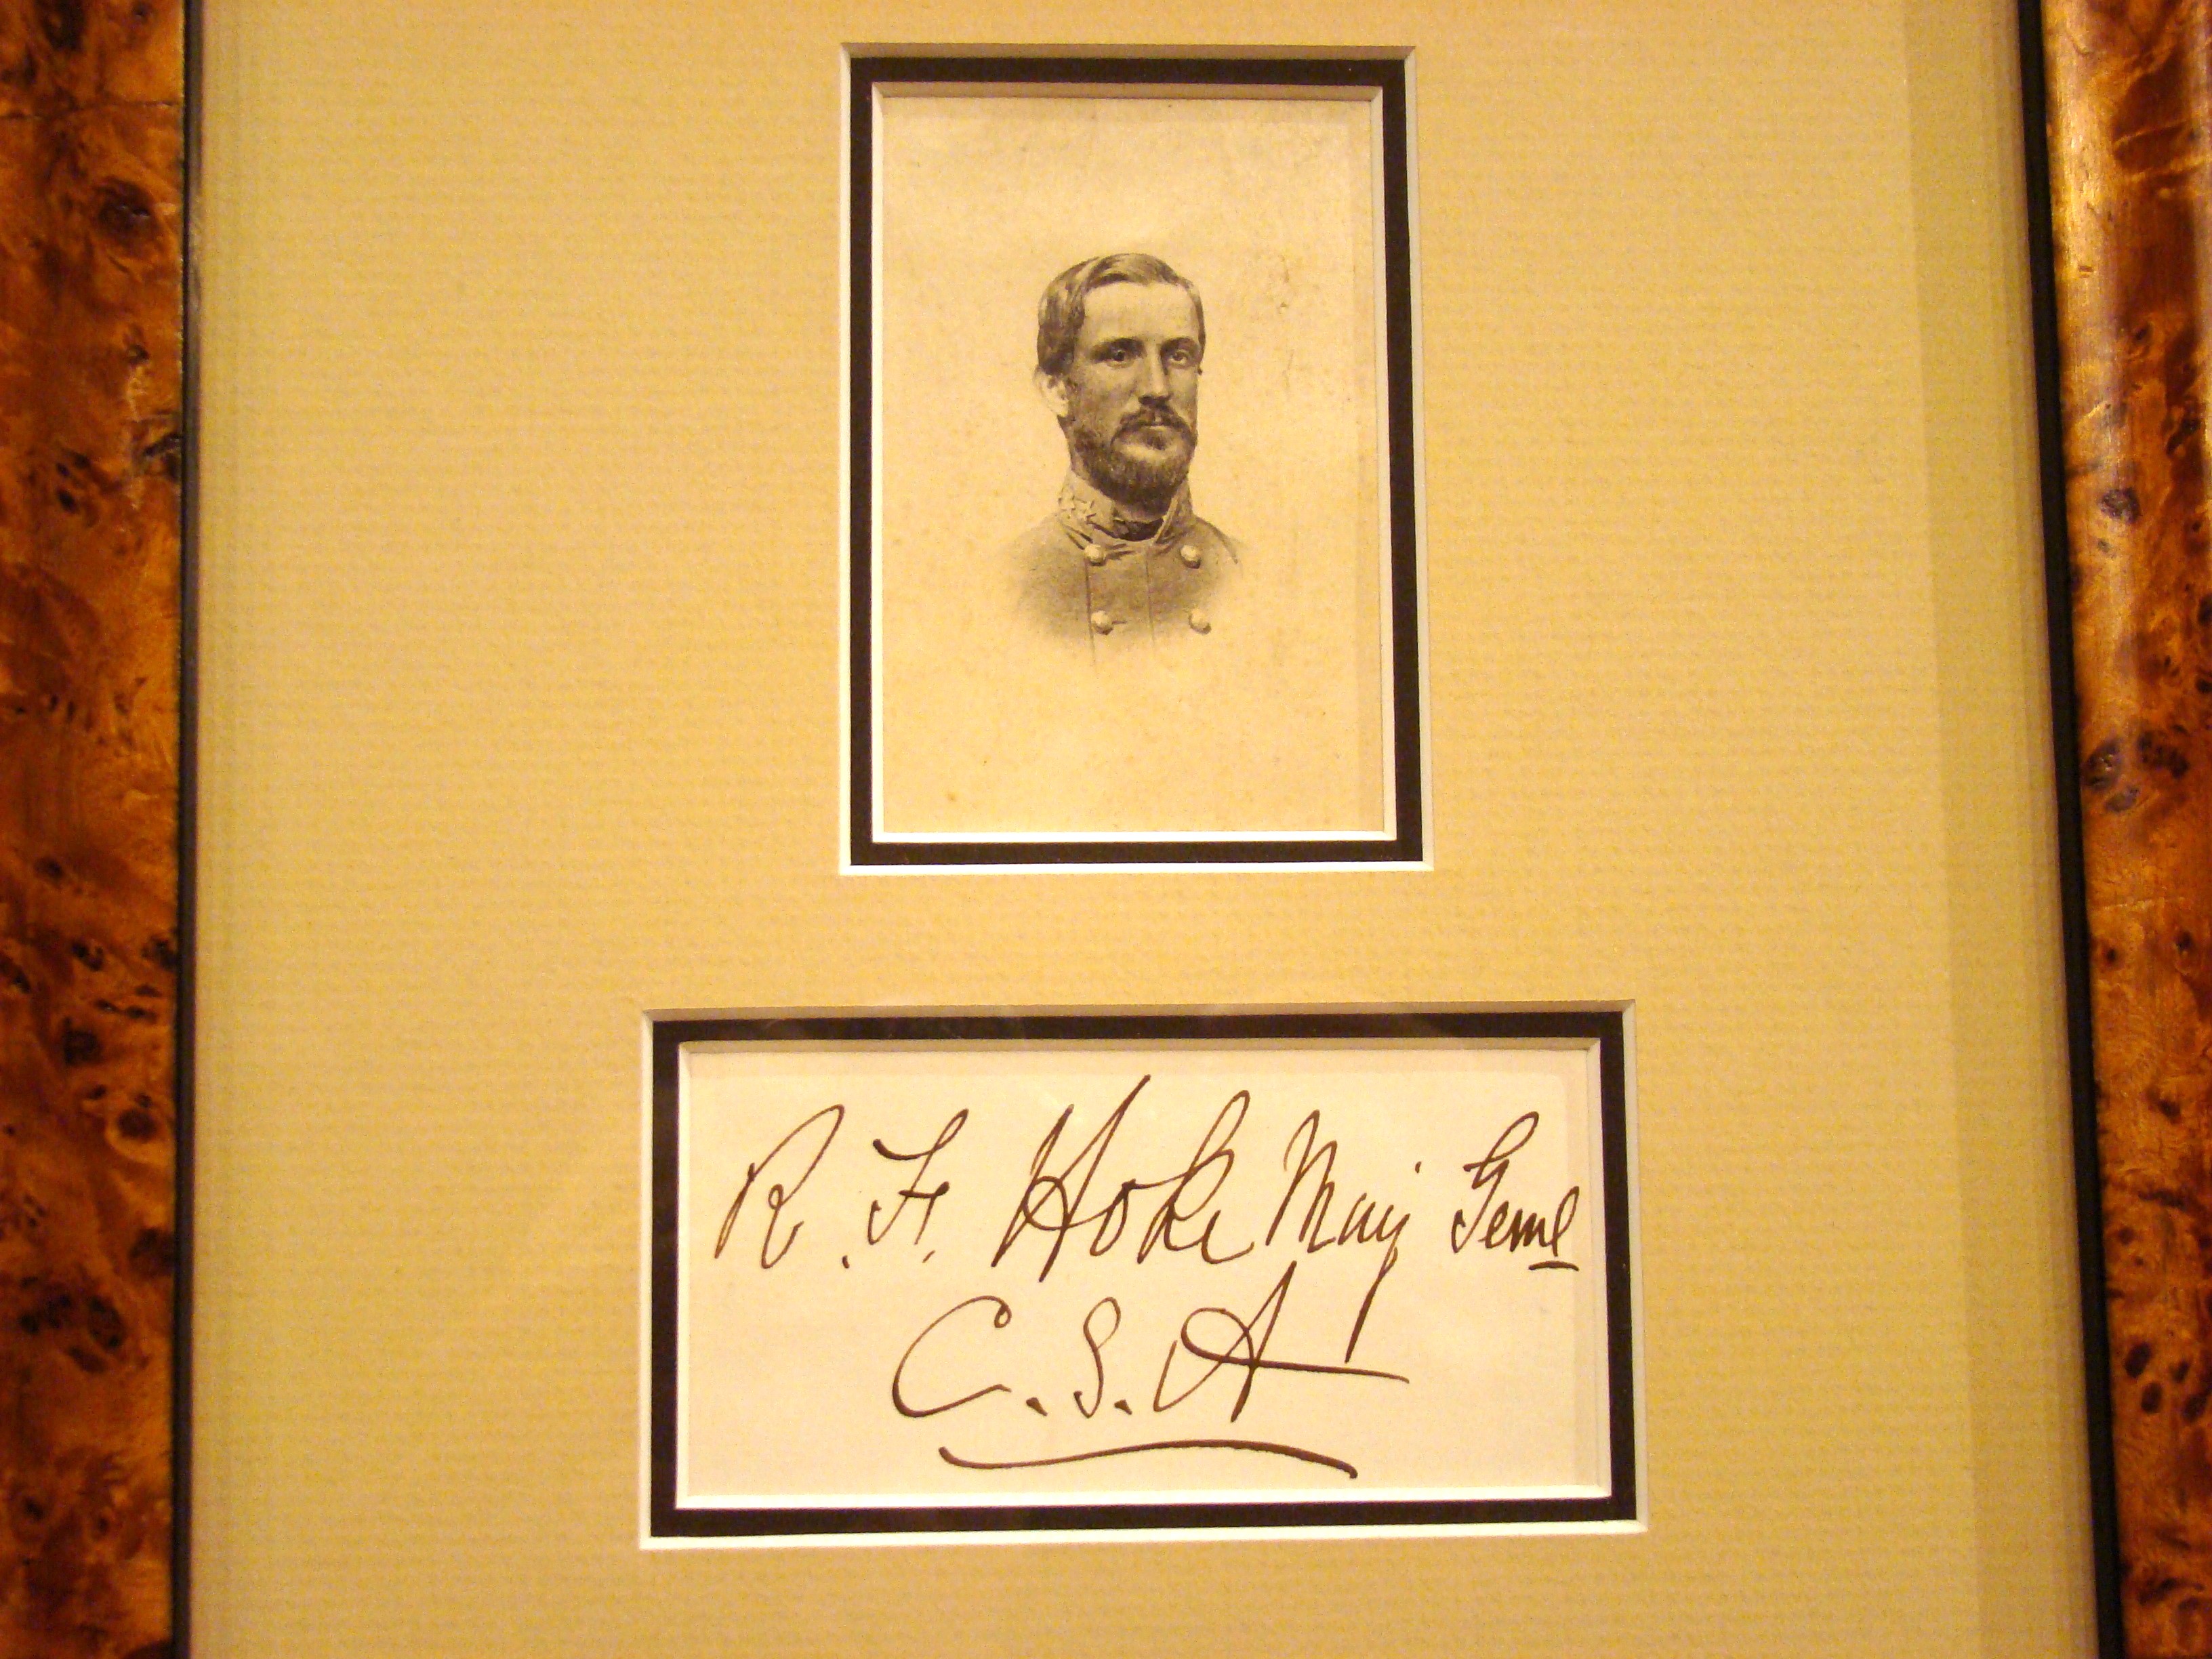 R. F. Hoke Maj Genl
C. S. A